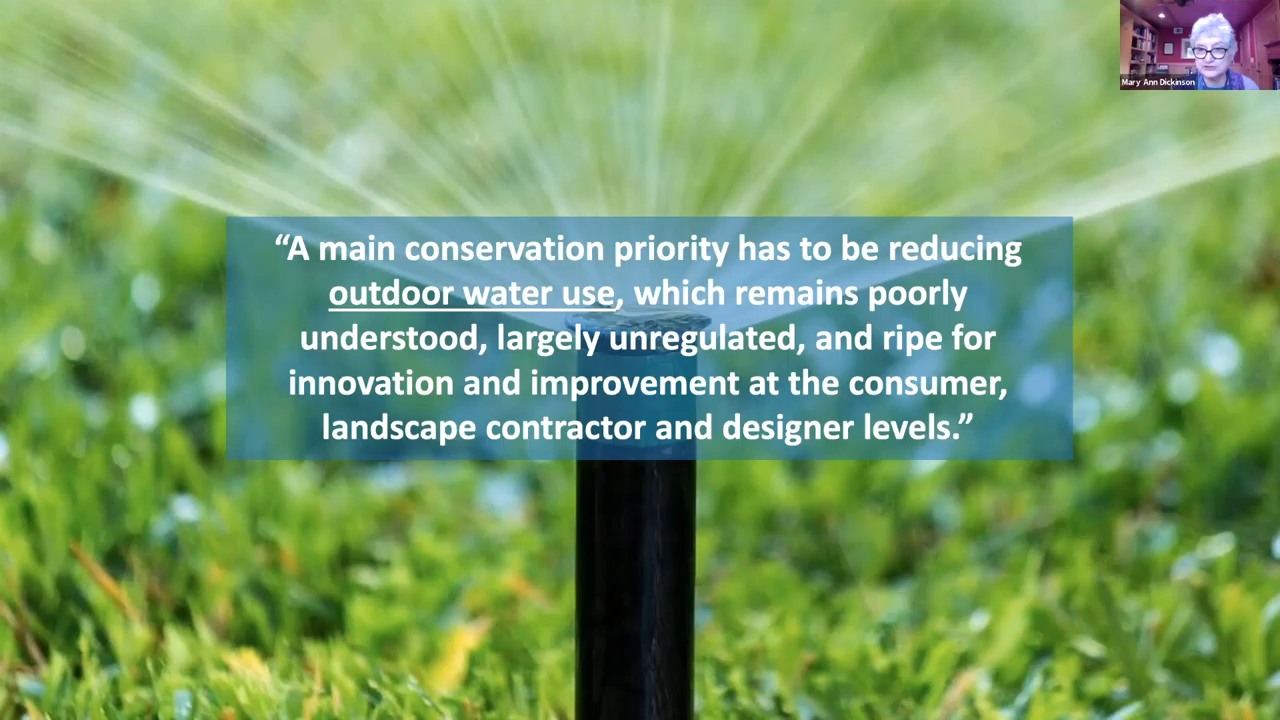 Mary Ann Dickinson
“A main conservation priority has to be reducing
outdoor water use, which remains poorly
understood, largely unregulated, and ripe for
innovation and improvement at the consumer,
landscape contractor and designer levels.”